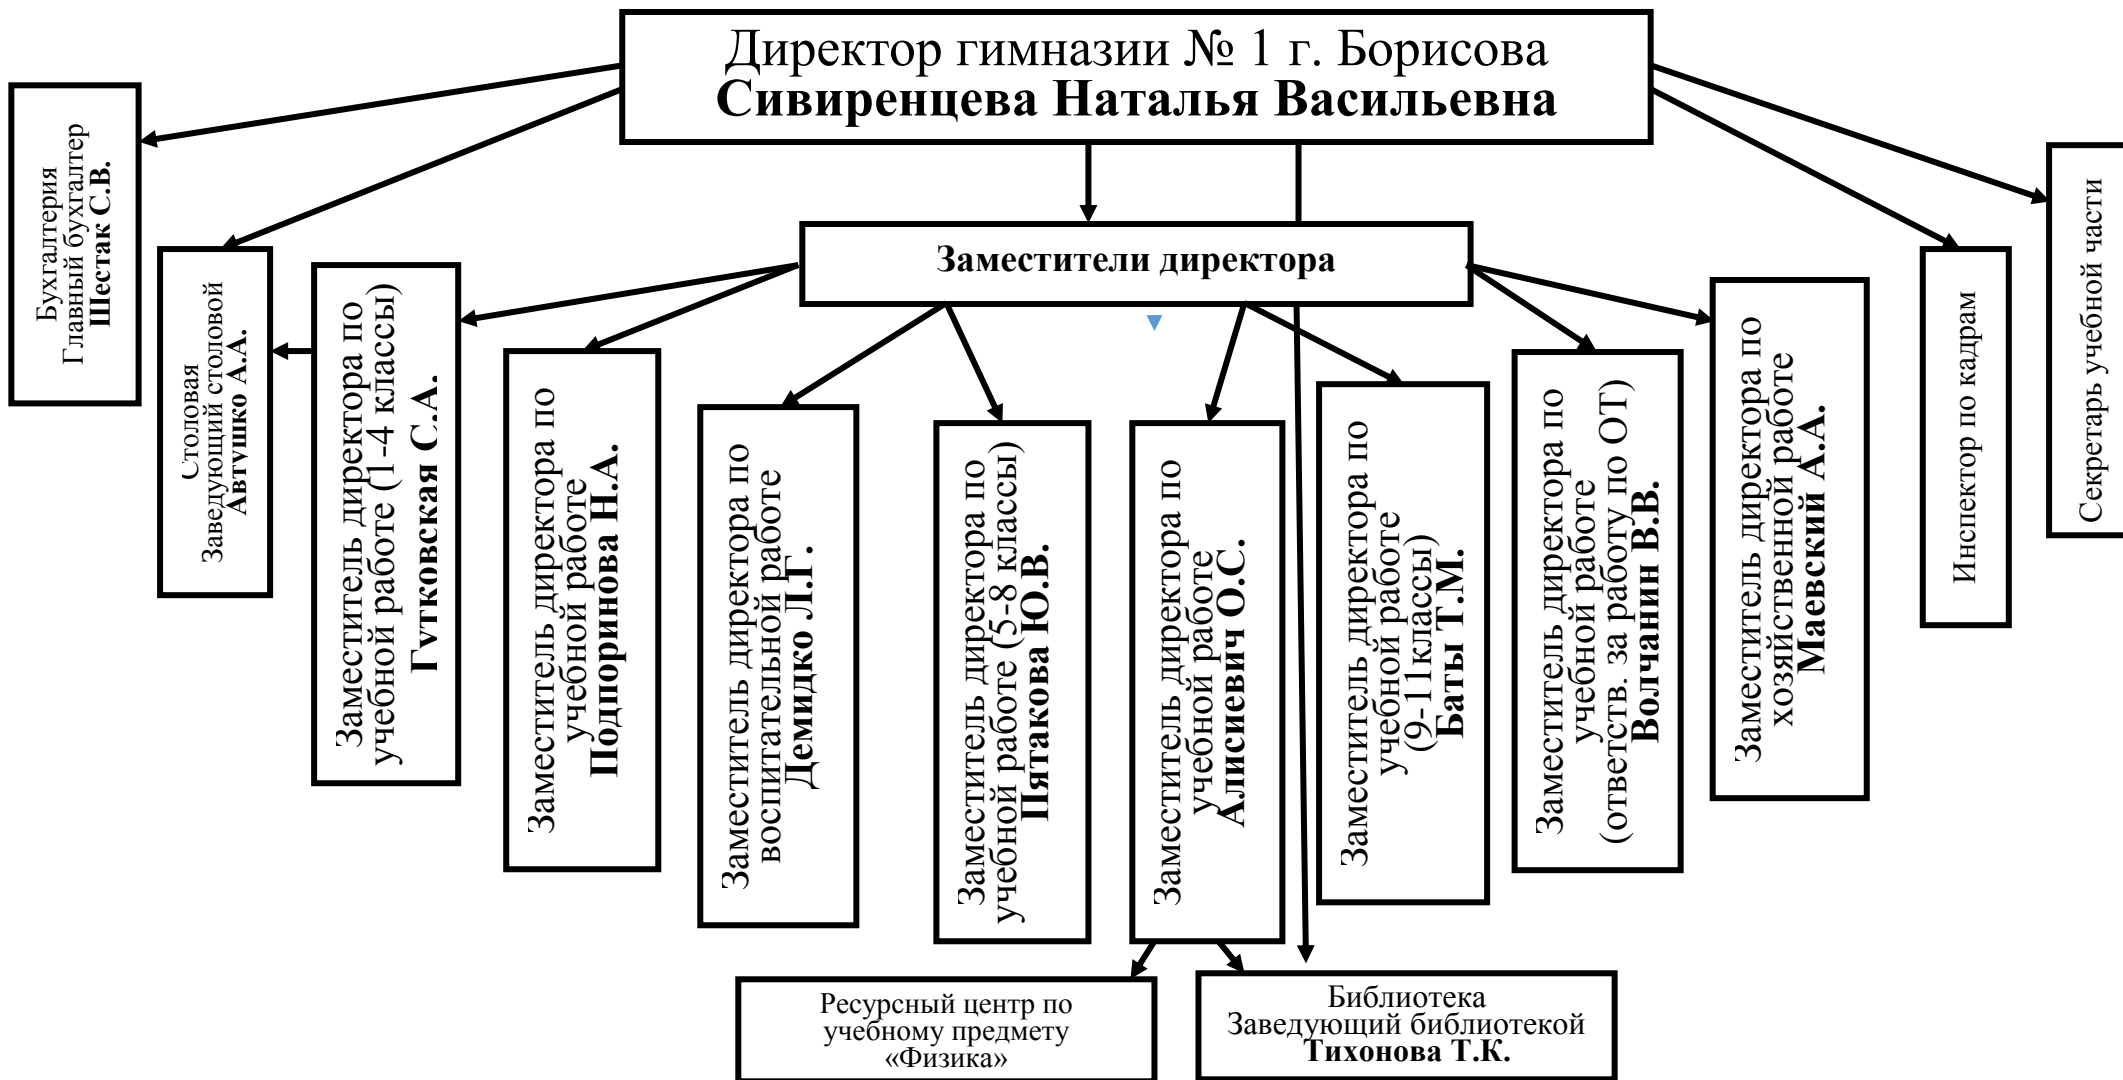 Директор гимназии № 1 г. Борисова
Сивиренцева Наталья Васильевна
Бухгалтерия
Главный бухгалтер
Шестак С.В.
Столовая
Заведующий столовой
Автушко А.А.
Заместители директора
Заместитель директора по
учебной работе (1-4 классы)
Гутковская С.А.
Заместитель директора по
учебной работе
Подпоринова Н.А.
Заместитель директора по
воспитательной работе
Демидко Л.Г.
Заместитель директора по
учебной работе (5-8 классы)
Пятакова Ю.В.
Заместитель директора по
учебной работе
Алисиевич О.С.
Заместитель директора по
учебной работе
(9-11классы)
Баты Т.М.
Заместитель директора по
учебной работе
(ответств. за работу по ОТ)
Волчанин В.В.
Заместитель директора по
хозяйственной работе
Маевский А.А.
Инспектор по кадрам
Секретарь учебной части
Ресурсный центр по
учебному предмету
«Физика»
Библиотека
Заведующий библиотекой
Тихонова Т.К.